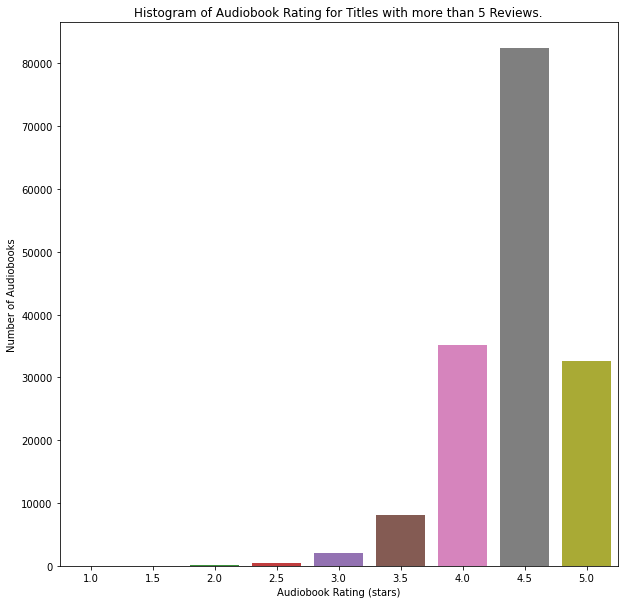 Histogram of Audiobook Rating for Titles with more than 5 Reviews.
80000
70000
60000
50000
40000
30000
20000
10000
0
Number of Audiobooks
1.0 1.5 2.0 2.5 3.0 3.5 4.0 4.5 5.0
Audiobook Rating (stars)